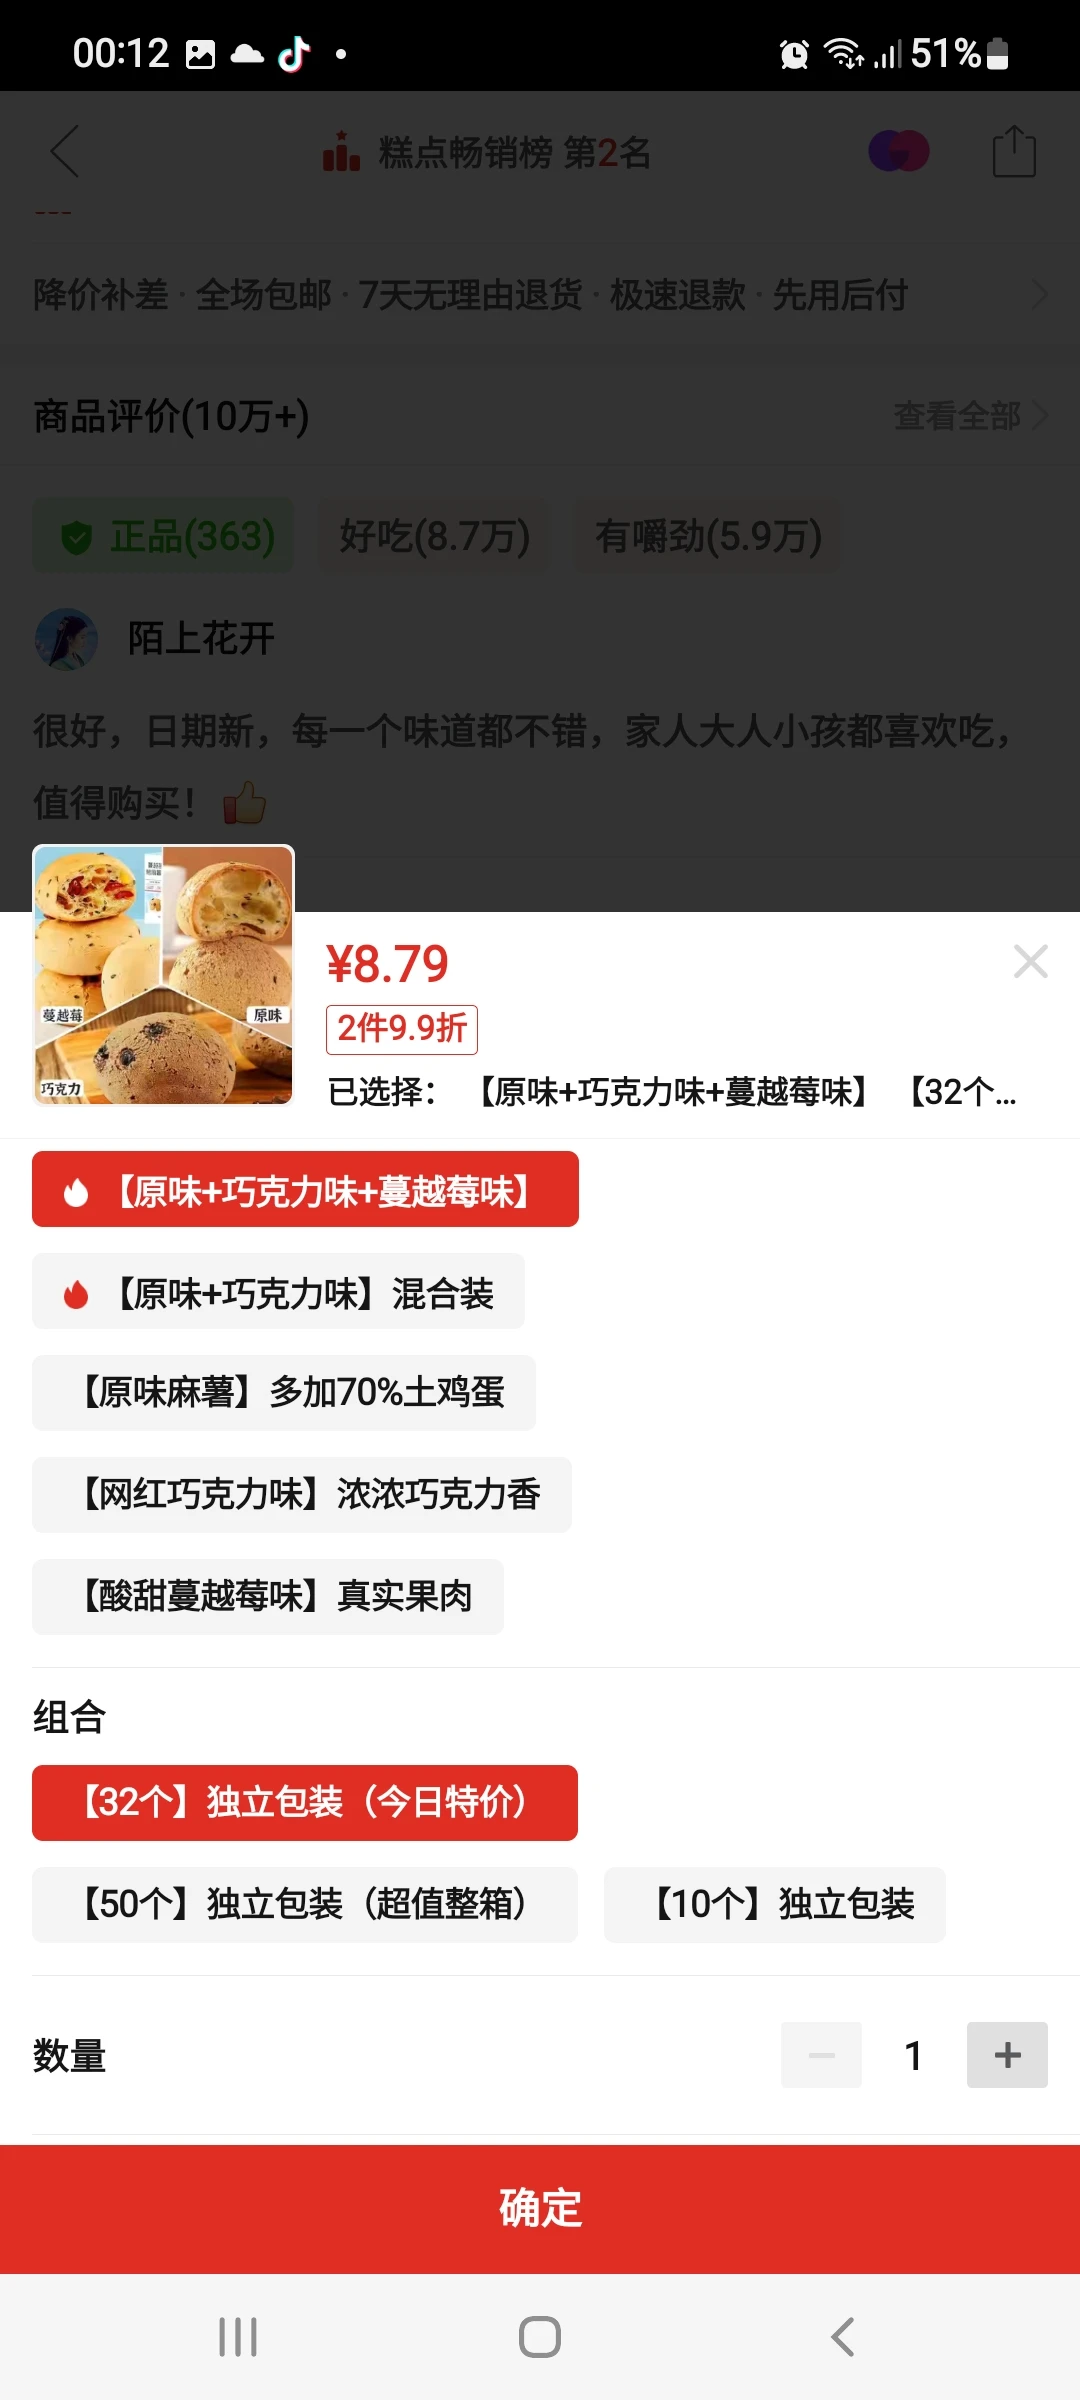 00:12
51%
糕点畅销榜 第2名
降价补差 · 全场包邮 · 7天无理由退货 · 极速退款 · 先用后付
商品评价(10万+)
查看全部
正品(363)
好吃(8.7万)
有嚼劲(5.9万)
陌上花开
很好，日期新，每一个味道都不错，家人大人小孩都喜欢吃，
值得购买！👍
蔓越莓
原味
巧克力
¥8.79
2件9.9折
已选择： 【原味+巧克力味+蔓越莓味】 【32个...
【原味+巧克力味+蔓越莓味】
【原味+巧克力味】混合装
【原味麻薯】多加70%土鸡蛋
【网红巧克力味】浓浓巧克力香
【酸甜蔓越莓味】真实果肉
组合
【32个】独立包装（今日特价）
【50个】独立包装（超值整箱）
【10个】独立包装
数量
1
确定